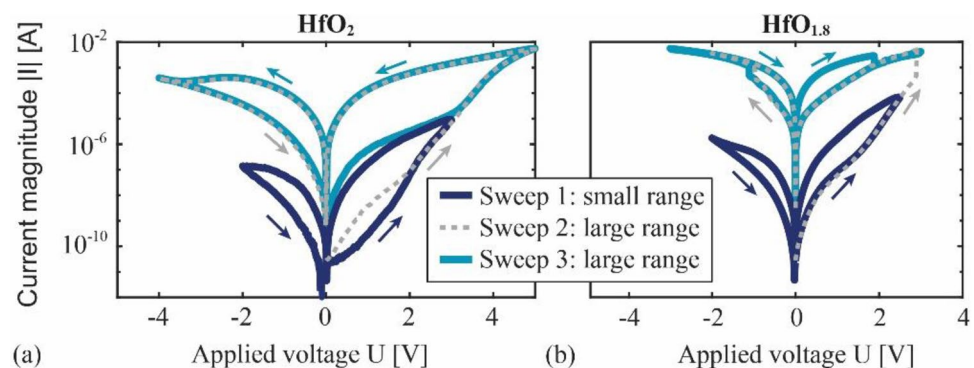 HfO₂
HfO₁.₈
Current magnitude |I| [A]
10⁻²
10⁻⁶
10⁻¹⁰
Sweep 1: small range
Sweep 2: large range
Sweep 3: large range
-4 -2 0 2 4
-4 -2 0 2 4
(a) Applied voltage U [V]
(b) Applied voltage U [V]